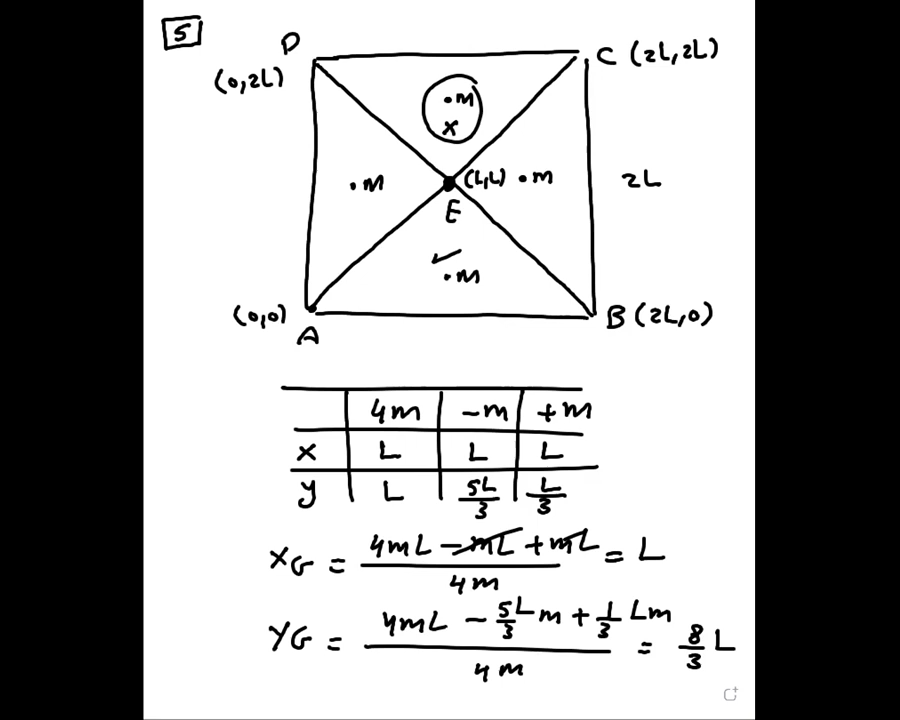 5
D
C (2L,2L)
(0,2L)
•m
x
•m
(L,L) •m
2L
E
✓
•m
(0,0)
B (2L,0)
A
4m -m +m
x L L L
y L 5L/3 L/3
XG = (4mL - mL + mL)/4m = L
YG = (4mL - 5L/3 m + 1/3 Lm)/4m = 8/3 L
C+